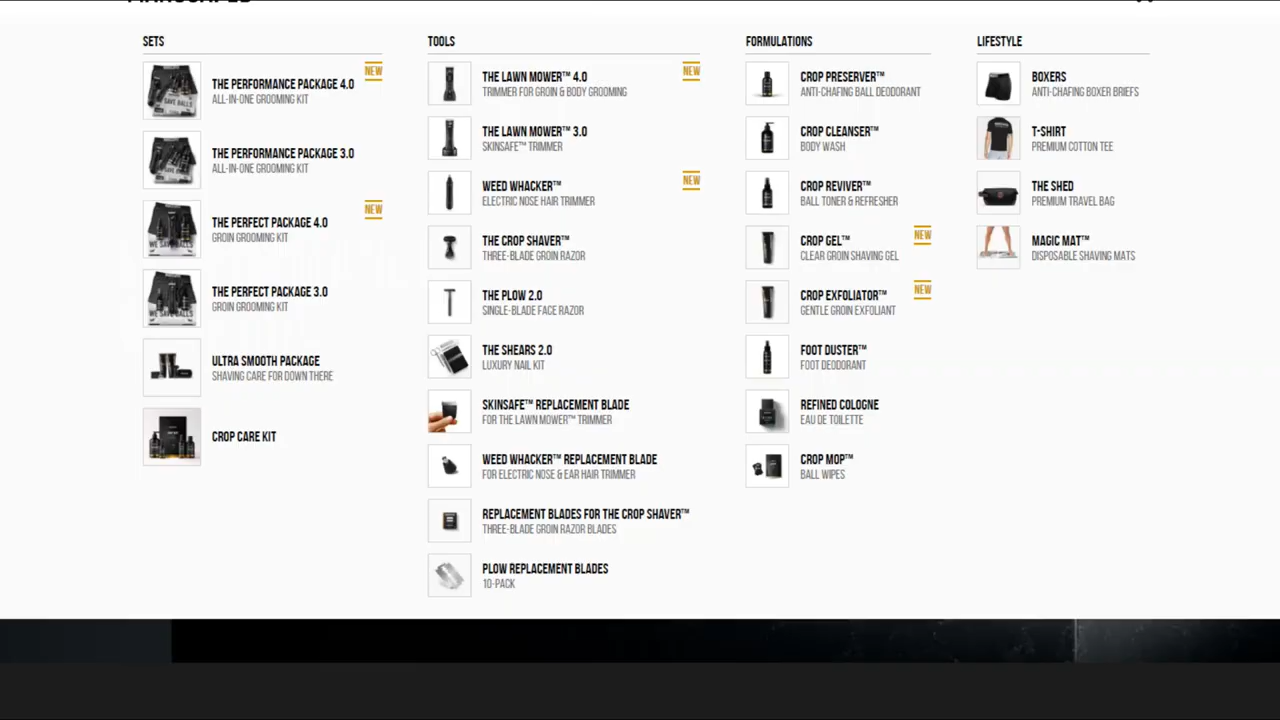 SETS
NEW
THE PERFORMANCE PACKAGE 4.0
ALL-IN-ONE GROOMING KIT
THE PERFORMANCE PACKAGE 3.0
ALL-IN-ONE GROOMING KIT
NEW
THE PERFECT PACKAGE 4.0
GROIN GROOMING KIT
THE PERFECT PACKAGE 3.0
GROIN GROOMING KIT
ULTRA SMOOTH PACKAGE
SHAVING CARE FOR DOWN THERE
CROP CARE KIT
TOOLS
NEW
THE LAWN MOWER™ 4.0
TRIMMER FOR GROIN & BODY GROOMING
THE LAWN MOWER™ 3.0
SKINSAFE™ TRIMMER
NEW
WEED WHACKER™
ELECTRIC NOSE HAIR TRIMMER
THE CROP SHAVER™
THREE-BLADE GROIN RAZOR
THE PLOW 2.0
SINGLE-BLADE FACE RAZOR
THE SHEARS 2.0
LUXURY NAIL KIT
SKINSAFE™ REPLACEMENT BLADE
FOR THE LAWN MOWER™ TRIMMER
WEED WHACKER™ REPLACEMENT BLADE
FOR ELECTRIC NOSE & EAR HAIR TRIMMER
REPLACEMENT BLADES FOR THE CROP SHAVER™
THREE-BLADE GROIN RAZOR BLADES
PLOW REPLACEMENT BLADES
10-PACK
FORMULATIONS
CROP PRESERVER™
ANTI-CHAFING BALL DEODORANT
CROP CLEANSER™
BODY WASH
CROP REVIVER™
BALL TONER & REFRESHER
NEW
CROP GEL™
CLEAR GROIN SHAVING GEL
NEW
CROP EXFOLIATOR™
GENTLE GROIN EXFOLIANT
FOOT DUSTER™
FOOT DEODORANT
REFINED COLOGNE
EAU DE TOILETTE
CROP MOP™
BALL WIPES
LIFESTYLE
BOXERS
ANTI-CHAFING BOXER BRIEFS
T-SHIRT
PREMIUM COTTON TEE
THE SHED
PREMIUM TRAVEL BAG
MAGIC MAT™
DISPOSABLE SHAVING MATS